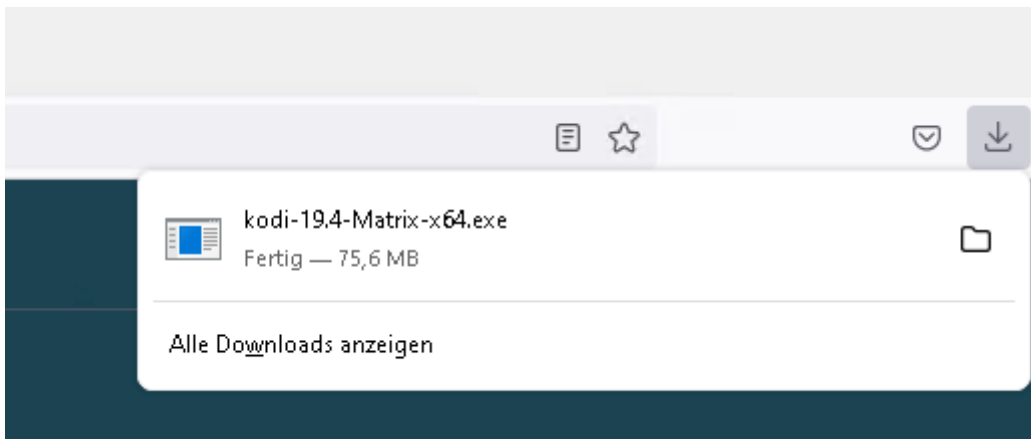 kodi-19.4-Matrix-x64.exe
Fertig — 75,6 MB
Alle Downloads anzeigen